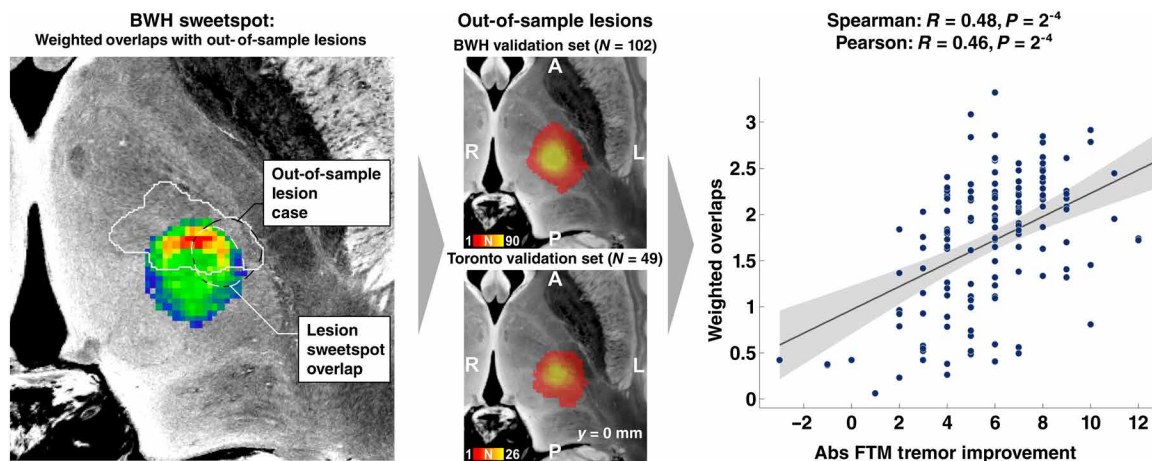 BWH sweetspot:
Weighted overlaps with out-of-sample lesions
Out-of-sample
lesion
case
Lesion
sweetspot
overlap
Out-of-sample lesions
BWH validation set (N = 102)
A
R
L
1 N 90
P
Toronto validation set (N = 49)
A
R
L
y = 0 mm
1 N 26
P
Spearman: R = 0.48, P = 2⁻⁴
Pearson: R = 0.46, P = 2⁻⁴
Weighted overlaps
3
2.5
2
1.5
1
0.5
0
−2 0 2 4 6 8 10 12
Abs FTM tremor improvement